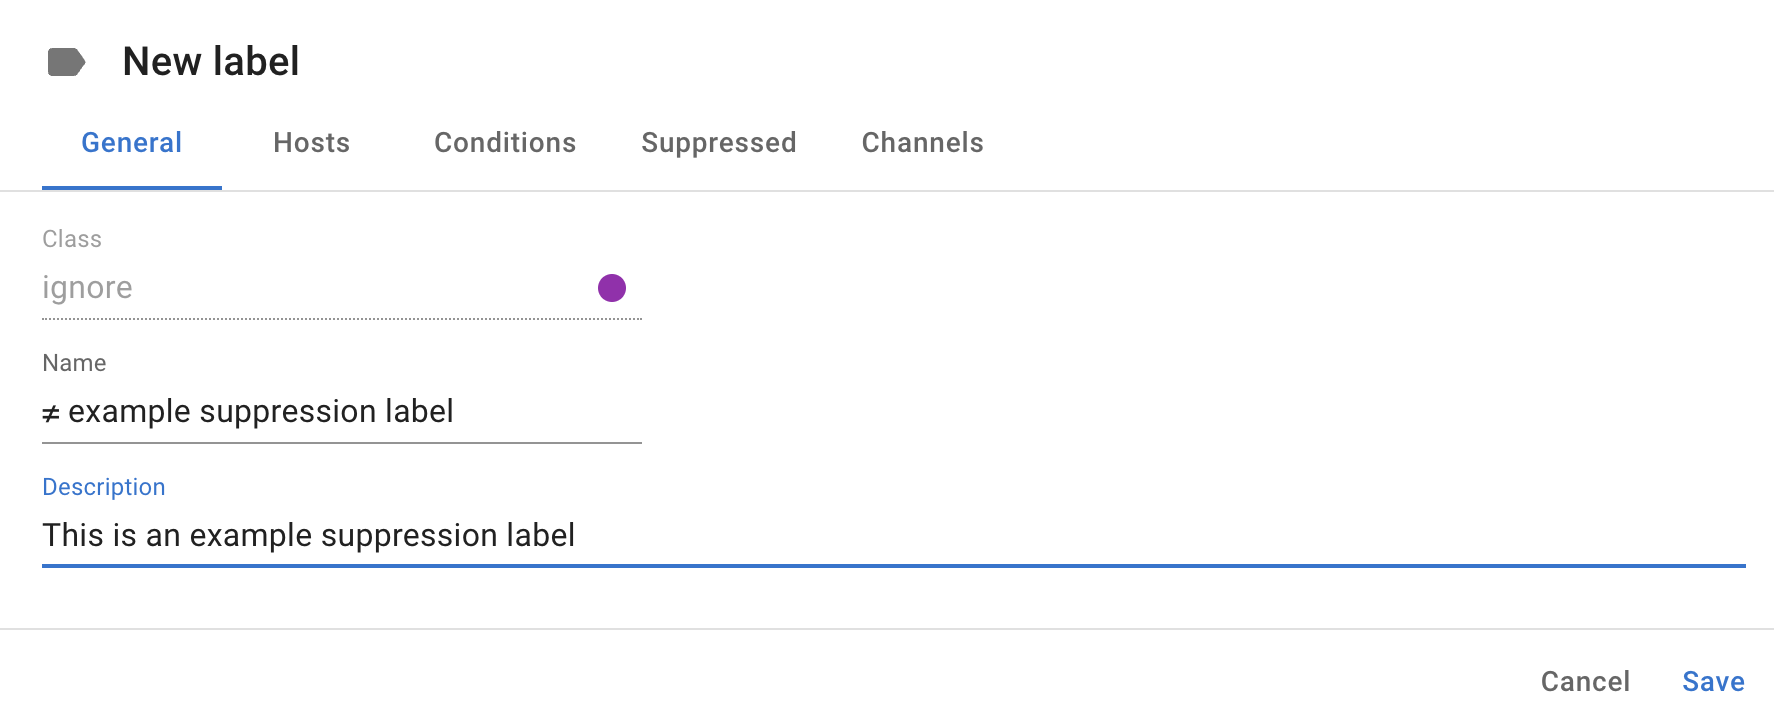 New label
General Hosts Conditions Suppressed Channels
Class
ignore
Name
≠ example suppression label
Description
This is an example suppression label
Cancel Save